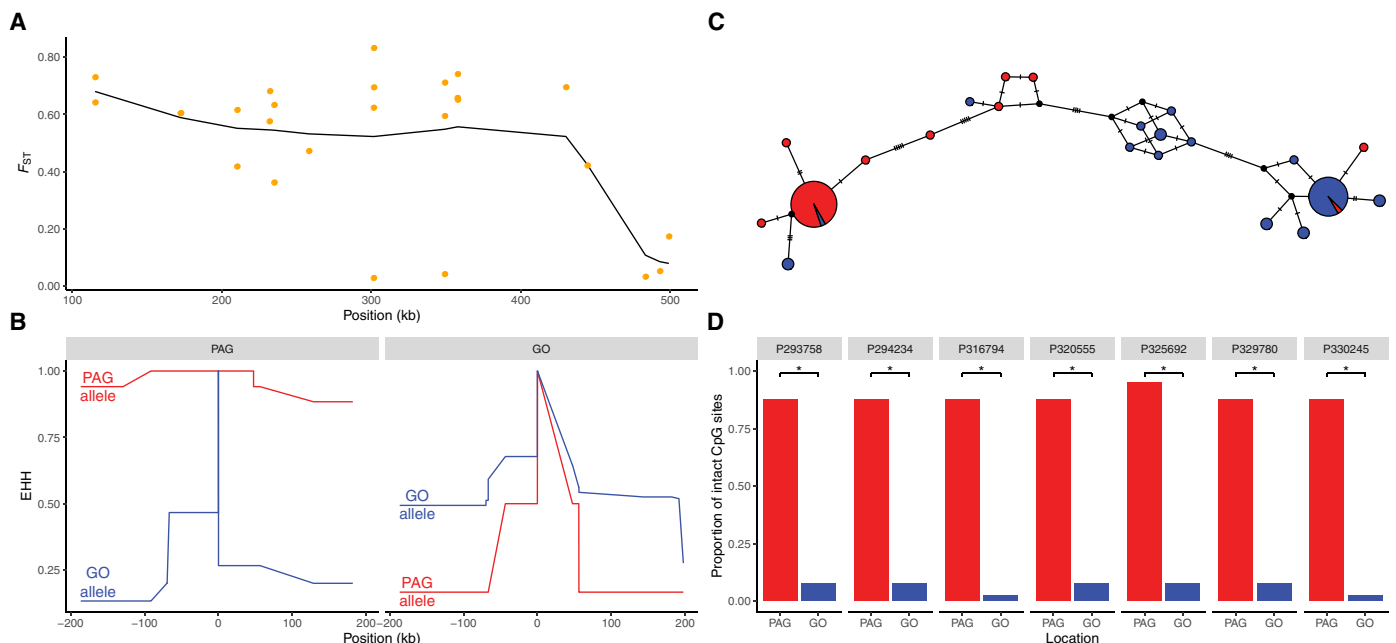 A
0.80
0.60
0.40
0.20
0.00
FST
100
200
300
400
500
Position (kb)
B
PAG
GO
1.00
0.75
0.50
0.25
EHH
PAG
allele
GO
allele
GO
allele
PAG
allele
−200
−100
0
100
200
−200
−100
0
100
200
Position (kb)
C
D
P293758
P294234
P316794
P320555
P325692
P329780
P330245
1.00
0.75
0.50
0.25
0.00
Proportion of intact CpG sites
*
*
*
*
*
*
*
PAG GO
PAG GO
PAG GO
PAG GO
PAG GO
PAG GO
PAG GO
Location